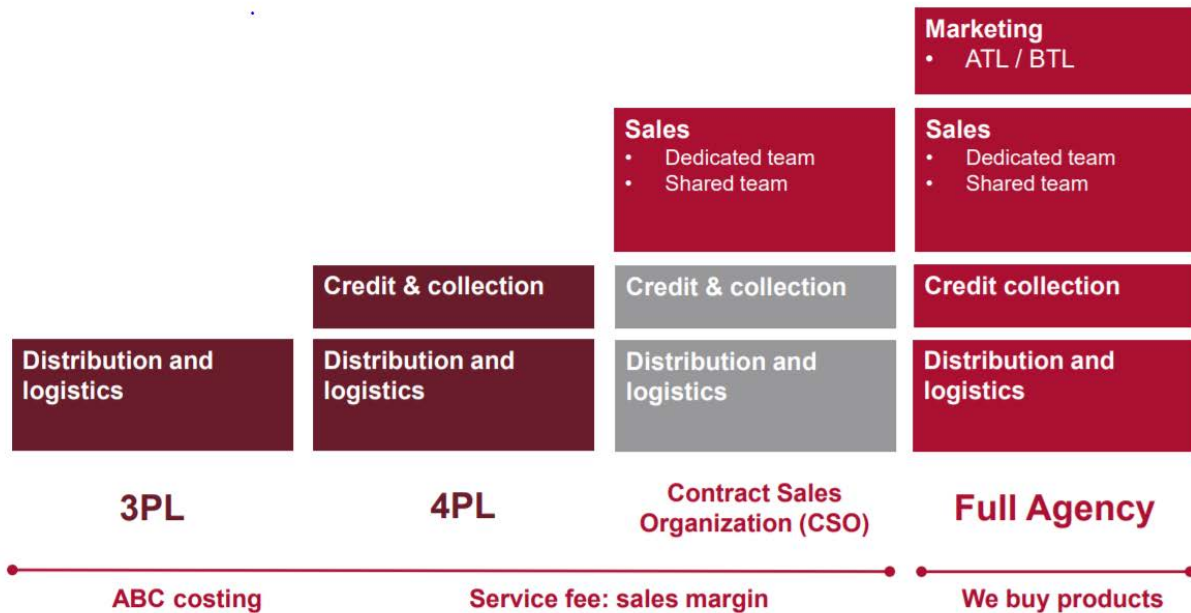 Marketing
• ATL / BTL
Sales
• Dedicated team
• Shared team
Sales
• Dedicated team
• Shared team
Credit & collection
Credit & collection
Credit collection
Distribution and
logistics
Distribution and
logistics
Distribution and
logistics
Distribution and
logistics
3PL
4PL
Contract Sales
Organization (CSO)
Full Agency
ABC costing
Service fee: sales margin
We buy products